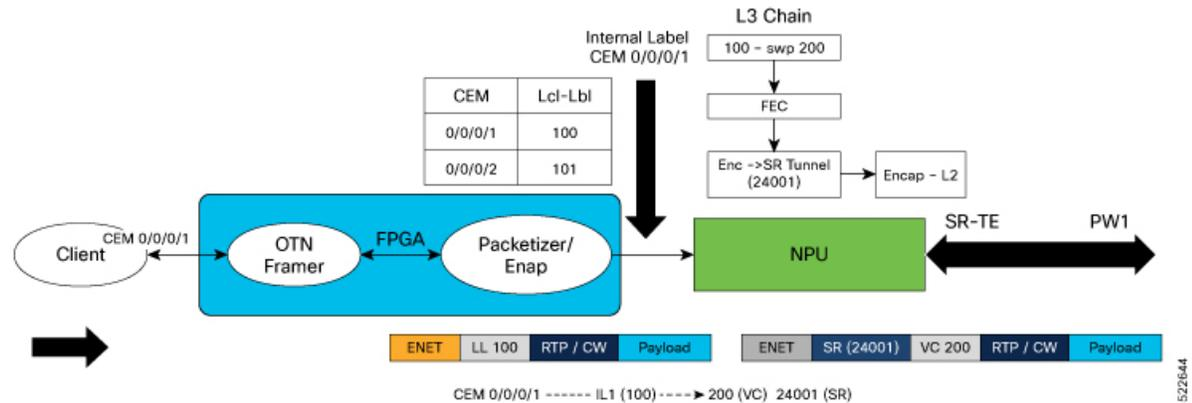 L3 Chain
Internal Label
CEM 0/0/0/1
100 - swp 200
FEC
Enc ->SR Tunnel
(24001)
Encap - L2
CEM Lcl-Lbl
0/0/0/1 100
0/0/0/2 101
Client
CEM 0/0/0/1
OTN
Framer
FPGA
Packetizer/
Enap
NPU
SR-TE
PW1
ENET LL 100 RTP / CW Payload
ENET SR (24001) VC 200 RTP / CW Payload
CEM 0/0/0/1 ------ IL1 (100) ----> 200 (VC) 24001 (SR)
522644